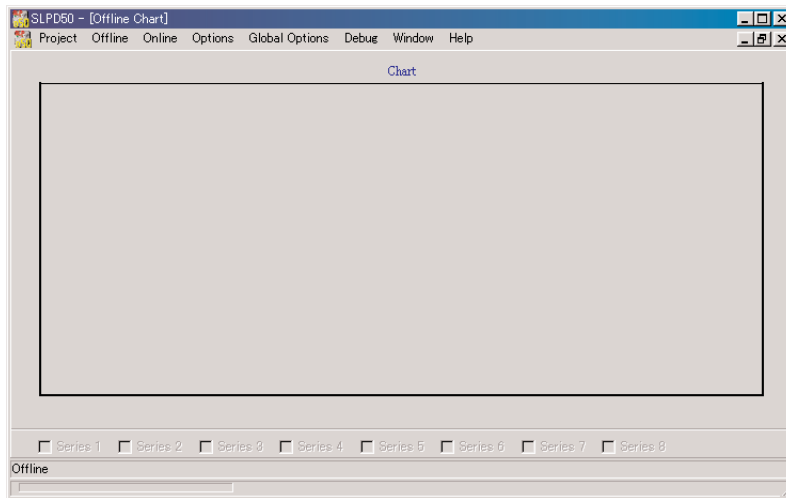 SLPD50 - [Offline Chart]
Project Offline Online Options Global Options Debug Window Help
Chart
Series 1 Series 2 Series 3 Series 4 Series 5 Series 6 Series 7 Series 8
Offline